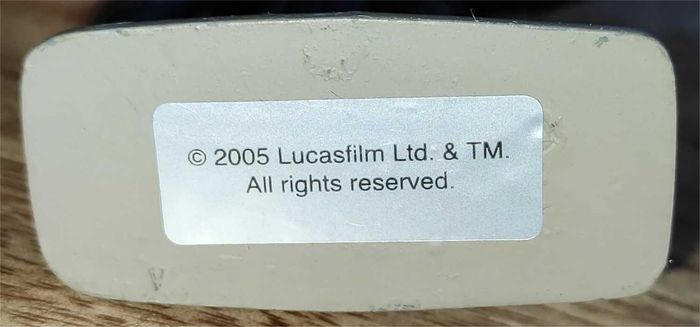 © 2005 Lucasfilm Ltd. & TM.
All rights reserved.